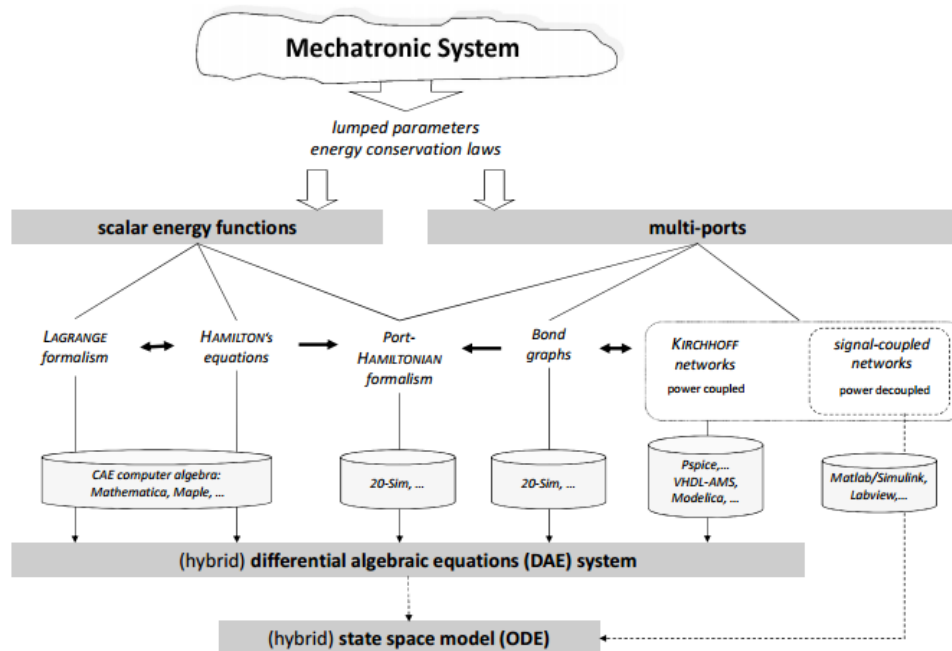 Mechatronic System
lumped parameters
energy conservation laws
scalar energy functions
multi-ports
LAGRANGE
formalism
HAMILTON's
equations
Port-
HAMILTONIAN
formalism
Bond
graphs
KIRCHHOFF
networks
power coupled
signal-coupled
networks
power decoupled
CAE computer algebra:
Mathematica, Maple, ...
20-Sim, ...
20-Sim, ...
Pspice,...
VHDL-AMS,
Modelica, ...
Matlab/Simulink,
Labview,...
(hybrid) differential algebraic equations (DAE) system
(hybrid) state space model (ODE)